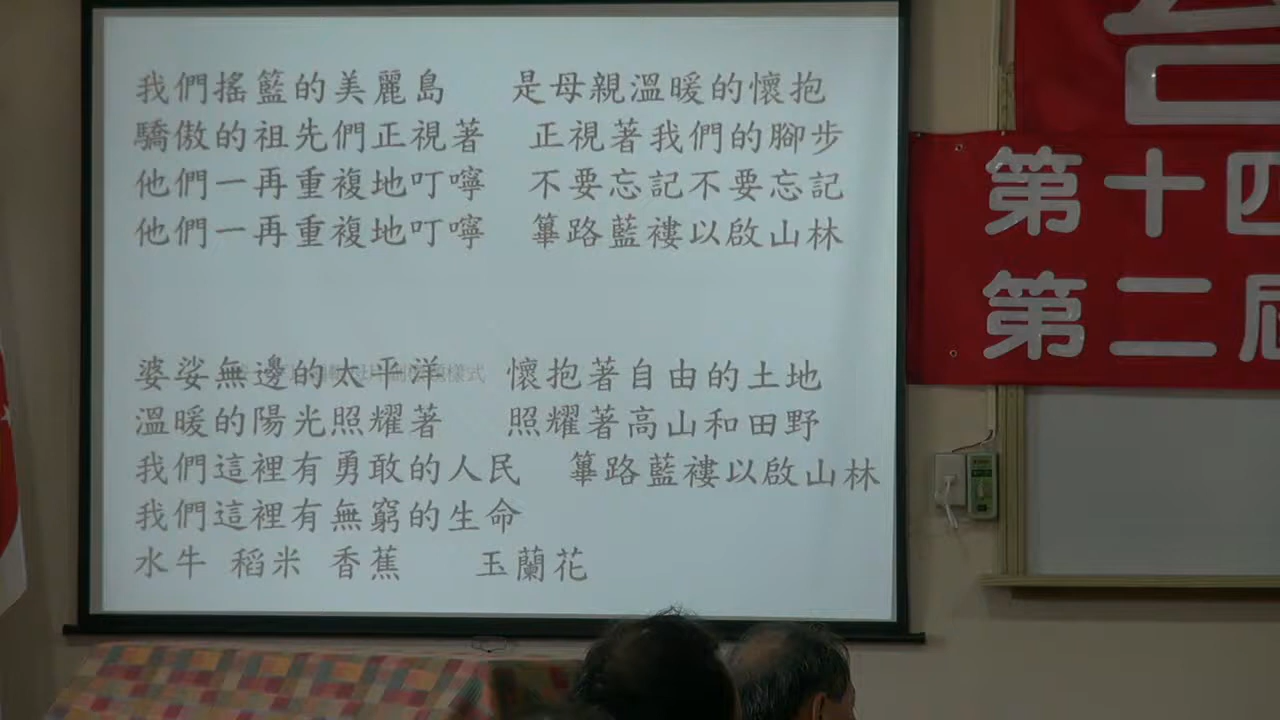 我們搖籃的美麗島　是母親溫暖的懷抱
驕傲的祖先們正視著　正視著我們的腳步
他們一再重複地叮嚀　不要忘記不要忘記
他們一再重複地叮嚀　篳路藍褸以啟山林
婆娑無邊的太平洋　懷抱著自由的土地
溫暖的陽光照耀著　照耀著高山和田野
我們這裡有勇敢的人民　篳路藍褸以啟山林
我們這裡有無窮的生命
水牛 稻米 香蕉　玉蘭花
第十四
第二屆